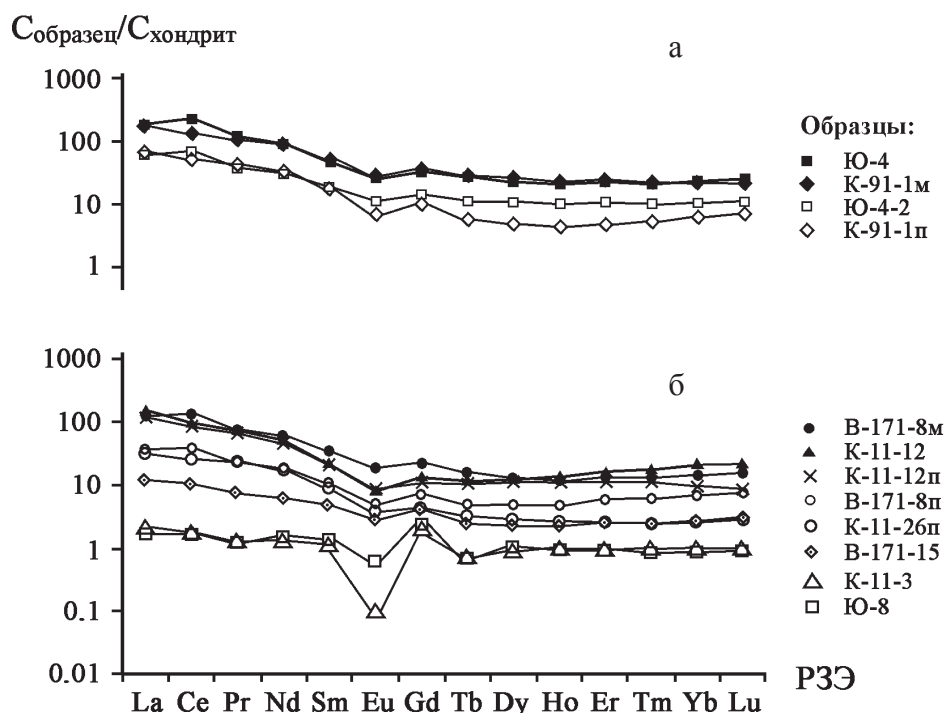 Cобразец/Cхондрит
а
1000
100
10
1
Образцы:
Ю-4
К-91-1м
Ю-4-2
К-91-1п
б
1000
100
10
1
0.1
0.01
В-171-8м
К-11-12
К-11-12п
В-171-8п
К-11-26п
В-171-15
К-11-3
Ю-8
La Ce Pr Nd Sm Eu Gd Tb Dy Ho Er Tm Yb Lu
РЗЭ